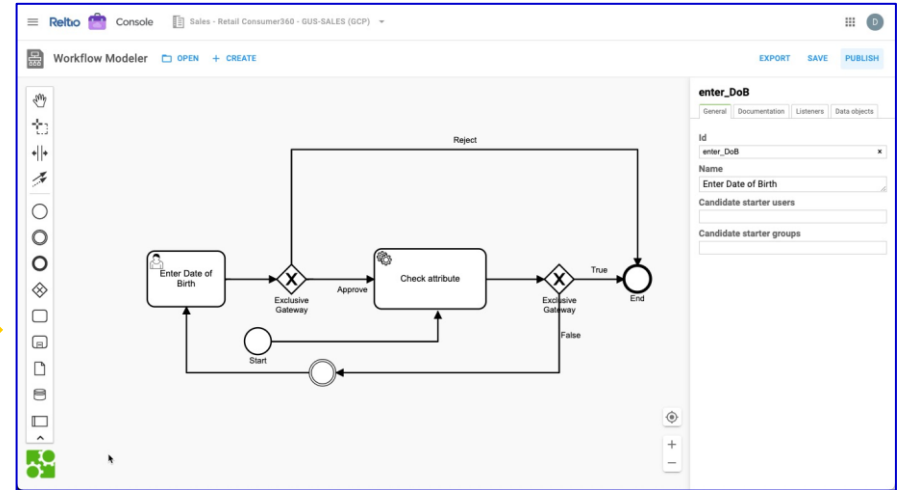 Reltio Console Sales - Retail Consumer360 - GUS-SALES (GCP) D
Workflow Modeler OPEN + CREATE EXPORT SAVE PUBLISH
enter_DoB
General Documentation Listeners Data objects
Id
enter_DoB
Name
Enter Date of Birth
Candidate starter users
Candidate starter groups
Reject
Enter Date of
Birth
Exclusive
Gateway
Approve
Check attribute
Exclusive
Gateway
True
End
False
Start